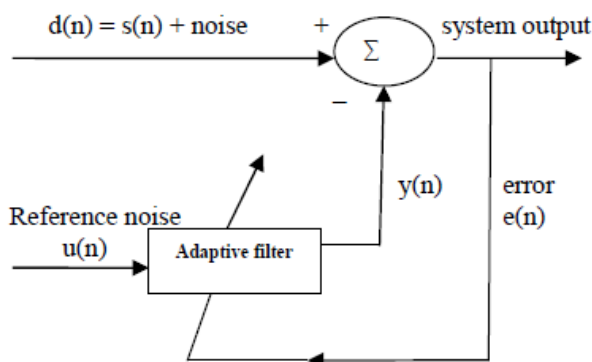 d(n) = s(n) + noise
+
system output
Σ
–
y(n)
error
e(n)
Reference noise
u(n)
Adaptive filter